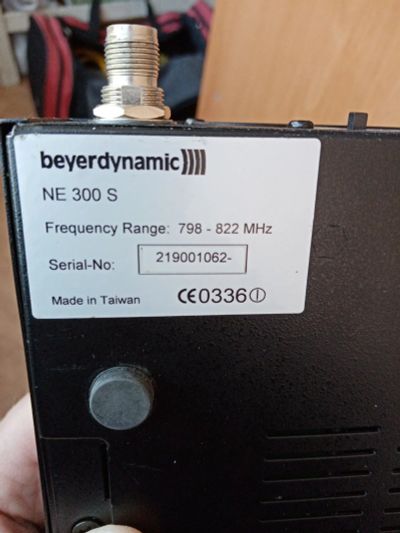 beyerdynamic))))
NE 300 S
Frequency Range: 798 - 822 MHz
Serial-No: 219001062-
Made in Taiwan CE0336